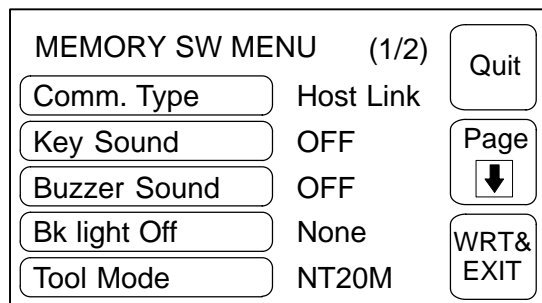 MEMORY SW MENU (1/2)
Quit
Comm. Type Host Link
Key Sound OFF
Page
Buzzer Sound OFF
Bk light Off None
WRT&
EXIT
Tool Mode NT20M